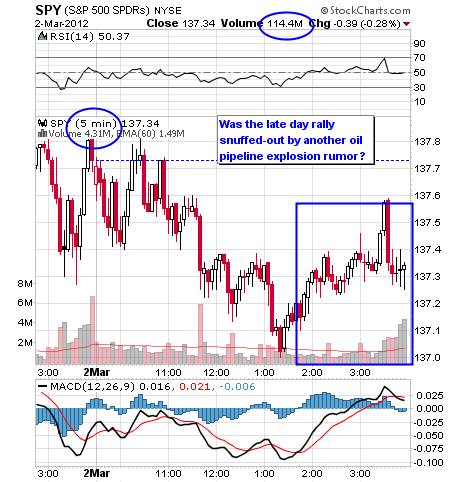 SPY (S&P 500 SPDRs) NYSE
© StockCharts.com
2-Mar-2012 Close 137.34 Volume 114.4M Chg -0.39 (-0.28%)
RSI(14) 50.37
90
70
50
30
10
SPY (5 min) 137.34
Volume 4.31M, EMA(60) 1.49M
Was the late day rally
snuffed-out by another oil
pipeline explosion rumor?
137.8
137.7
137.6
137.5
137.4
137.3
137.2
137.1
137.0
8M
6M
4M
2M
3:00 2Mar 11:00 12:00 1:00 2:00 3:00
MACD(12,26,9) 0.016, 0.021, -0.006
0.025
0.000
-0.025
-0.050
-0.075
-0.100
3:00 2Mar 11:00 12:00 1:00 2:00 3:00